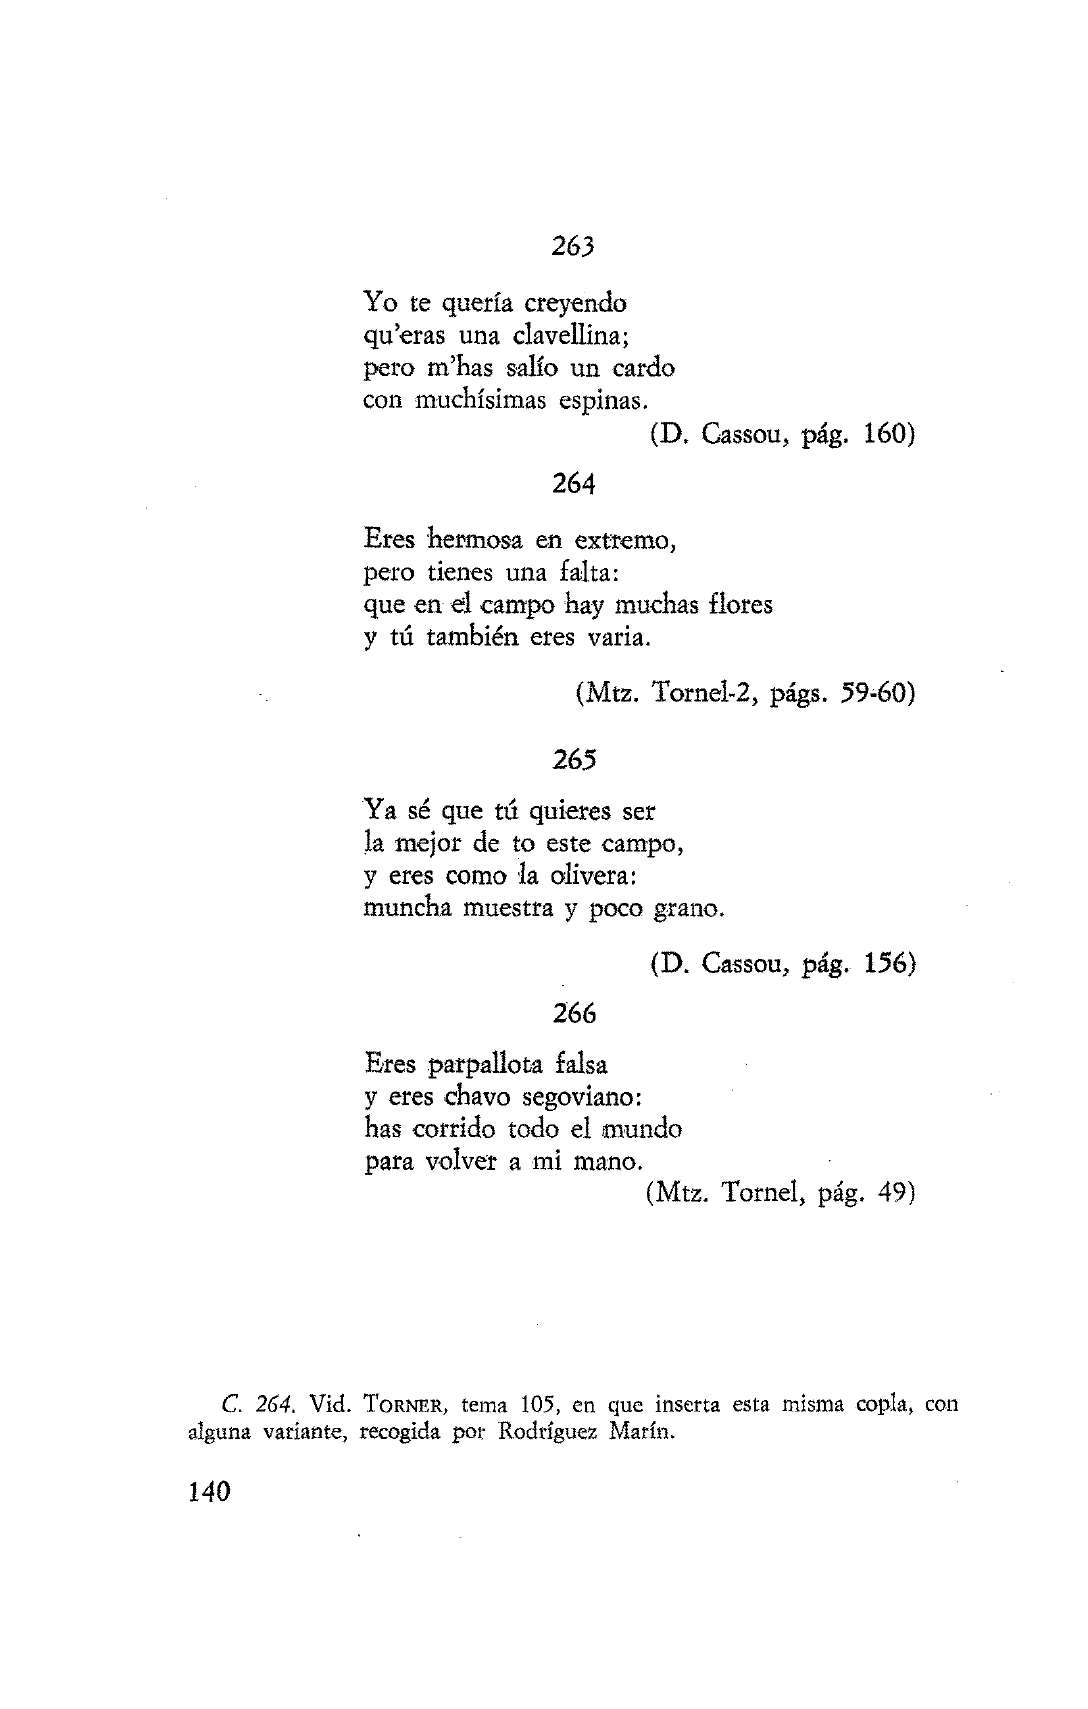 263
Yo te quería creyendo
qu'eras una clavellina;
pero m'has salío un cardo
con muchísimas espinas.
(D. Cassou, pág. 160)
264
Eres hermosa en extremo,
pero tienes una falta:
que en el campo hay muchas flores
y tú también eres varia.
(Mtz. Tornel-2, págs. 59-60)
265
Ya sé que tú quieres ser
la mejor de to este campo,
y eres como la olivera:
muncha muestra y poco grano.
(D. Cassou, pág. 156)
266
Eres parpallota falsa
y eres chavo segoviano:
has corrido todo el mundo
para volver a mi mano.
(Mtz. Tornel, pág. 49)
C. 264. Vid. TORNER, tema 105, en que inserta esta misma copla, con
alguna variante, recogida por Rodríguez Marín.
140